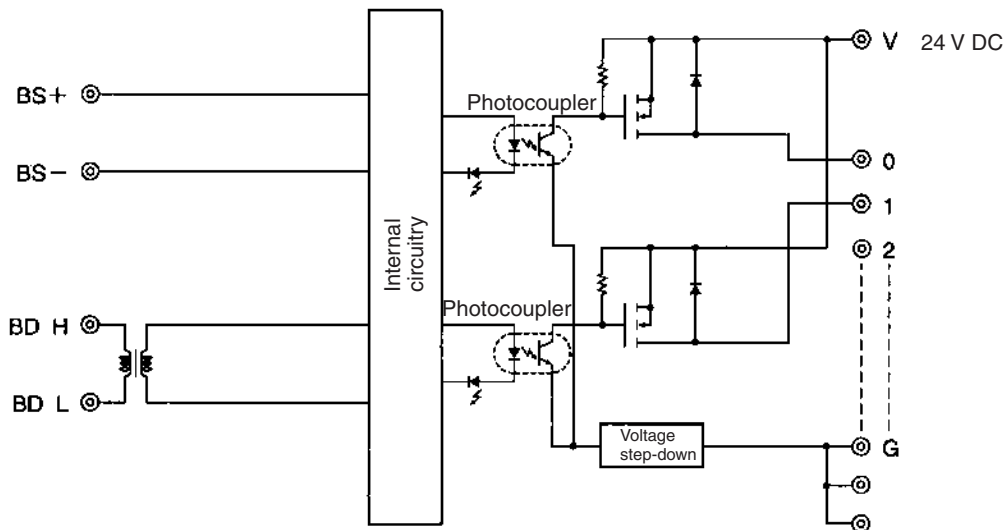 V 24 V DC
BS+
Photocoupler
BS−
0
1
Internal
circuitry
2
Photocoupler
BD H
BD L
Voltage
step-down
G